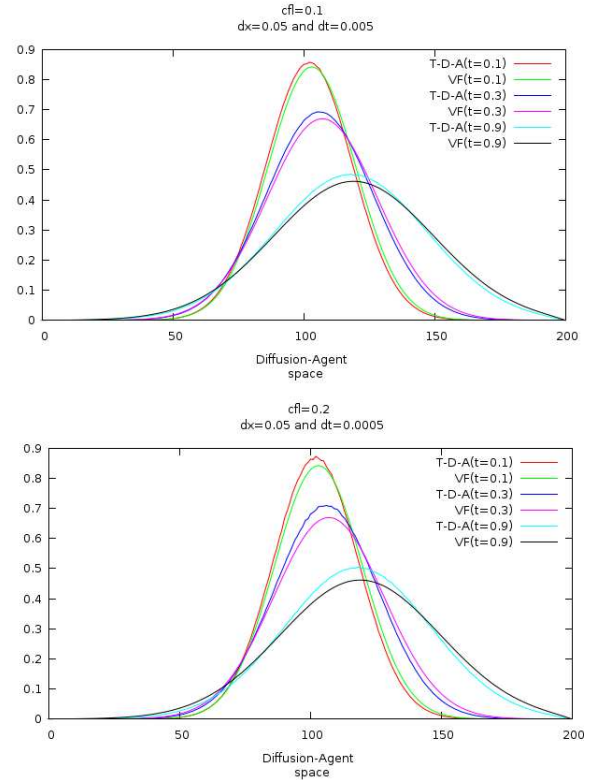 cfl=0.1
dx=0.05 and dt=0.005
0.9
0.8
0.7
0.6
0.5
0.4
0.3
0.2
0.1
0
T-D-A(t=0.1)
VF(t=0.1)
T-D-A(t=0.3)
VF(t=0.3)
T-D-A(t=0.9)
VF(t=0.9)
0 50 100 150 200
Diffusion-Agent
space
cfl=0.2
dx=0.05 and dt=0.0005
0.9
0.8
0.7
0.6
0.5
0.4
0.3
0.2
0.1
0
T-D-A(t=0.1)
VF(t=0.1)
T-D-A(t=0.3)
VF(t=0.3)
T-D-A(t=0.9)
VF(t=0.9)
0 50 100 150 200
Diffusion-Agent
space